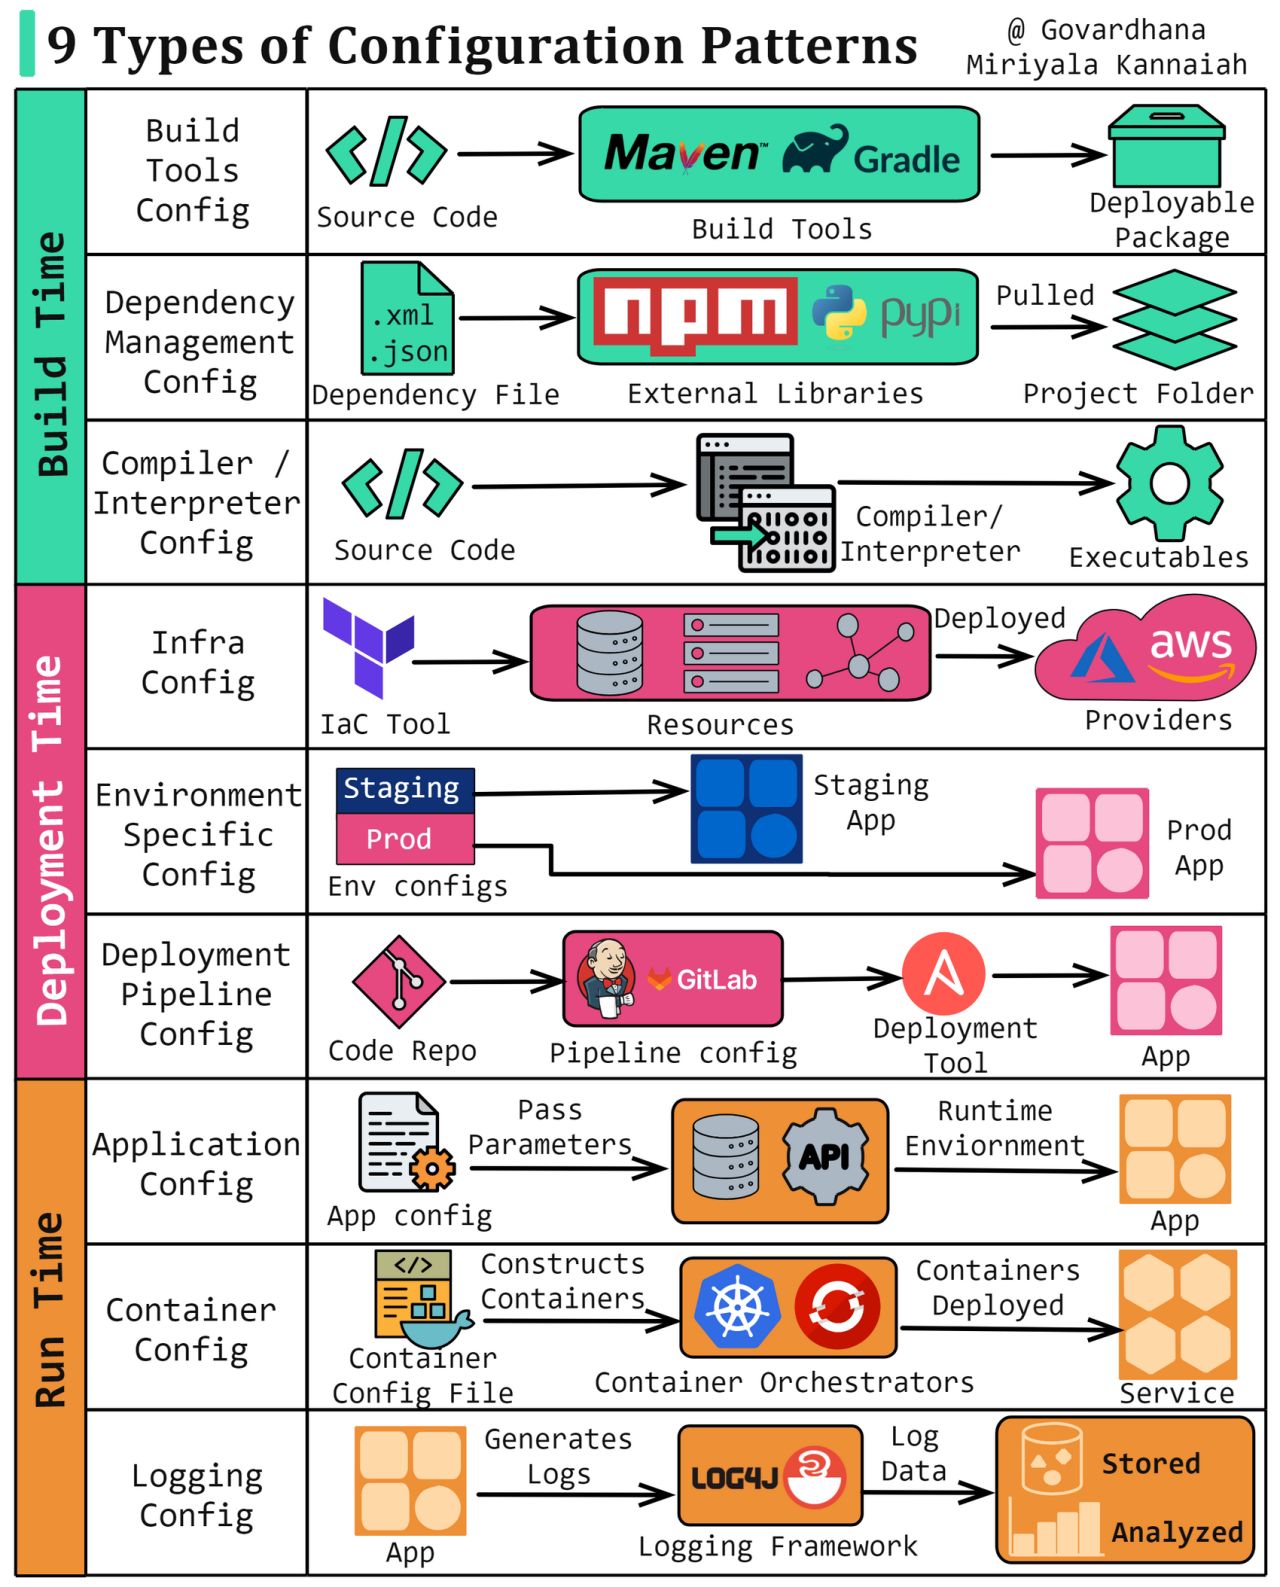 9 Types of Configuration Patterns
@ Govardhana
Miriyala Kannaiah
Build Time
Build
Tools
Config
</>
Source Code
Maven™
Gradle
Build Tools
Deployable
Package
Dependency
Management
Config
.xml
.json
Dependency File
npm
pypi
External Libraries
Pulled
Project Folder
Compiler /
Interpreter
Config
</>
Source Code
Compiler/
Interpreter
Executables
Deployment Time
Infra
Config
IaC Tool
Resources
Deployed
aws
Providers
Environment
Specific
Config
Staging
Prod
Env configs
Staging
App
Prod
App
Deployment
Pipeline
Config
Code Repo
GitLab
Pipeline config
Deployment
Tool
App
Run Time
Application
Config
App config
Pass
Parameters
API
Runtime
Enviornment
App
Container
Config
</>
Container
Config File
Constructs
Containers
Container Orchestrators
Containers
Deployed
Service
Logging
Config
App
Generates
Logs
LOG4J
Logging Framework
Log
Data
Stored
Analyzed